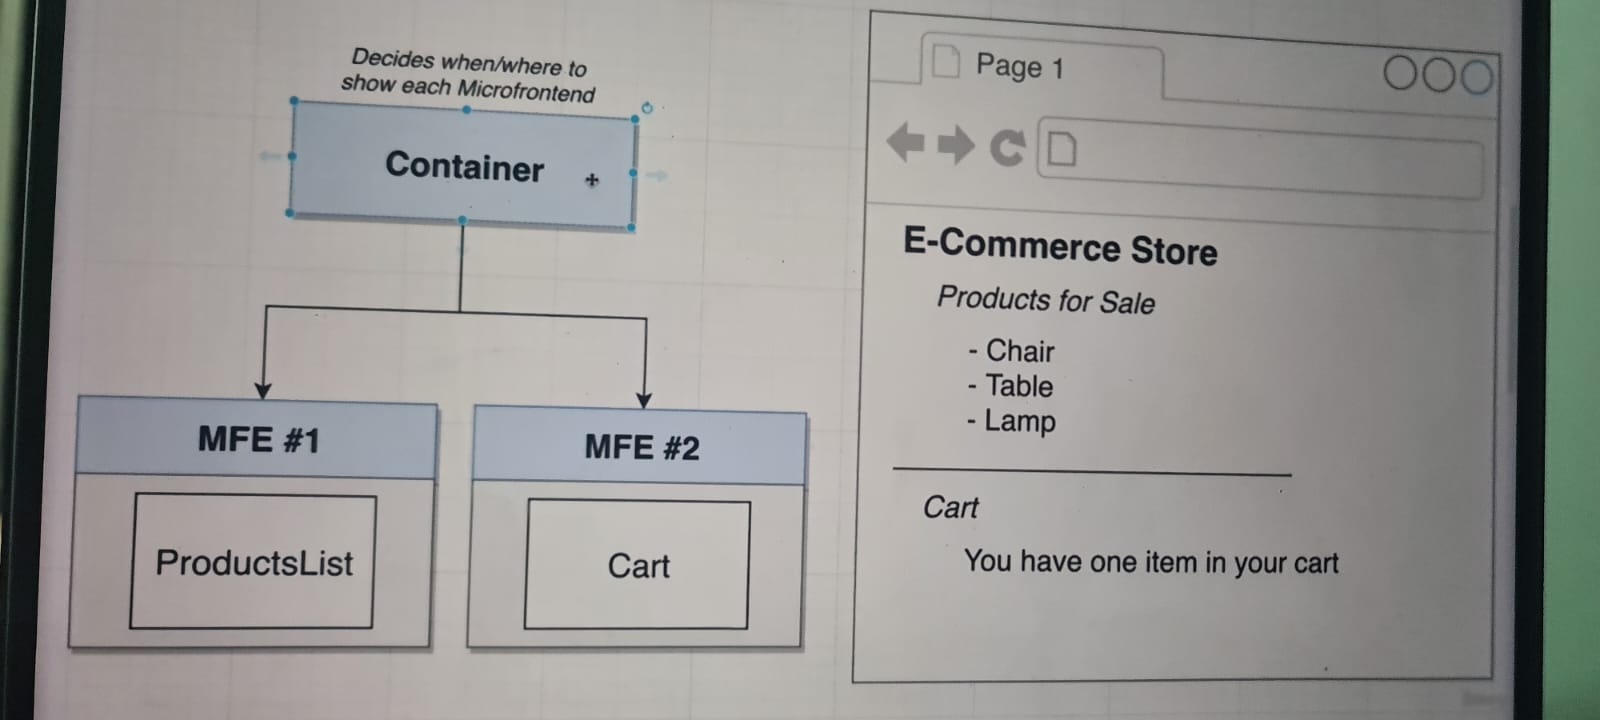 Decides when/where to
show each Microfrontend
Container
MFE #1
ProductsList
MFE #2
Cart
Page 1
E-Commerce Store
Products for Sale
- Chair
- Table
- Lamp
Cart
You have one item in your cart